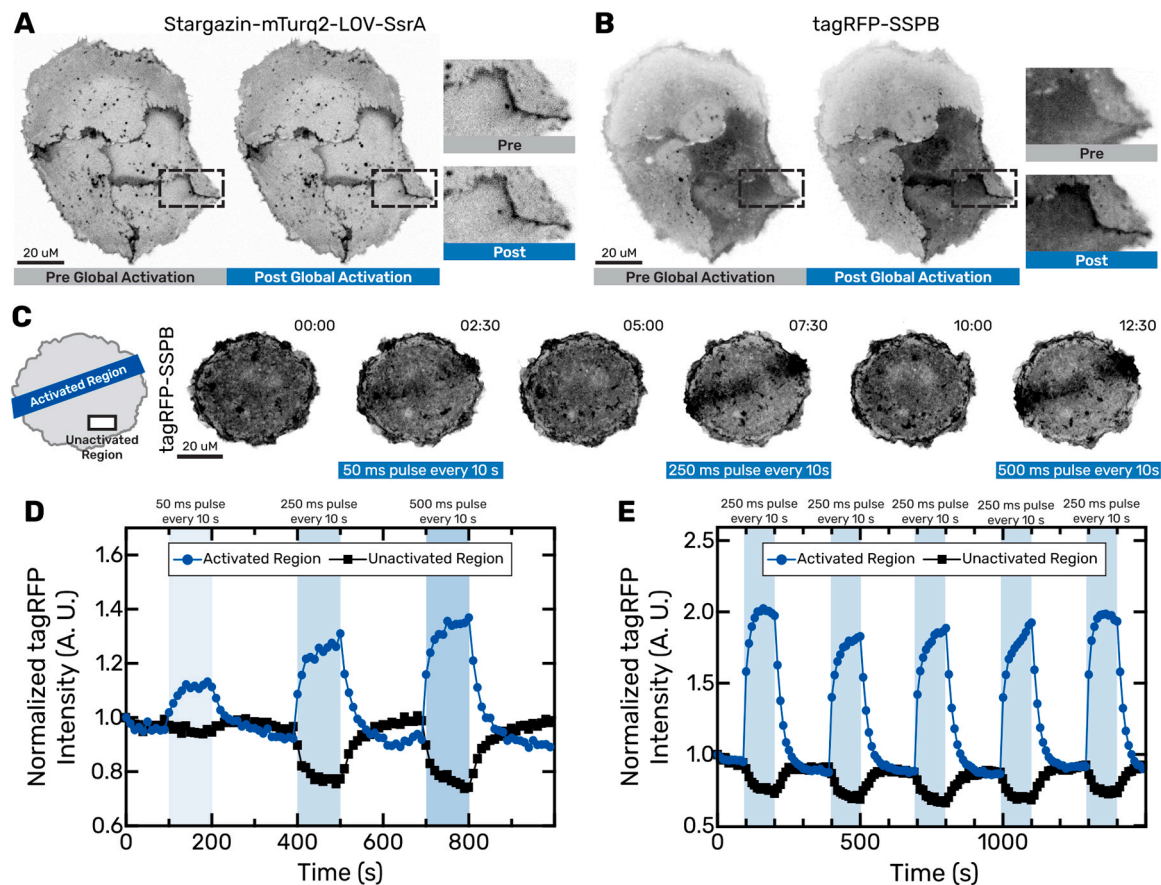 A
Stargazin-mTurq2-LOV-SsrA
Pre
Post
20 uM
Pre Global Activation
Post Global Activation
B
tagRFP-SSPB
Pre
Post
20 uM
Pre Global Activation
Post Global Activation
C
Activated Region
Unactivated
Region
tagRFP-SSPB
20 uM
00:00
02:30
05:00
07:30
10:00
12:30
50 ms pulse every 10 s
250 ms pulse every 10s
500 ms pulse every 10s
D
50 ms pulse
every 10 s
250 ms pulse
every 10 s
500 ms pulse
every 10 s
Activated Region
Unactivated Region
Normalized tagRFP
Intensity (A. U.)
1.6
1.4
1.2
1.0
0.8
0.6
0
200
400
600
800
Time (s)
E
250 ms pulse
every 10 s
250 ms pulse
every 10 s
250 ms pulse
every 10 s
250 ms pulse
every 10 s
250 ms pulse
every 10 s
Activated Region
Unactivated Region
Normalized tagRFP
Intensity (A. U.)
2.5
2.0
1.5
1.0
0.5
0
500
1000
Time (s)